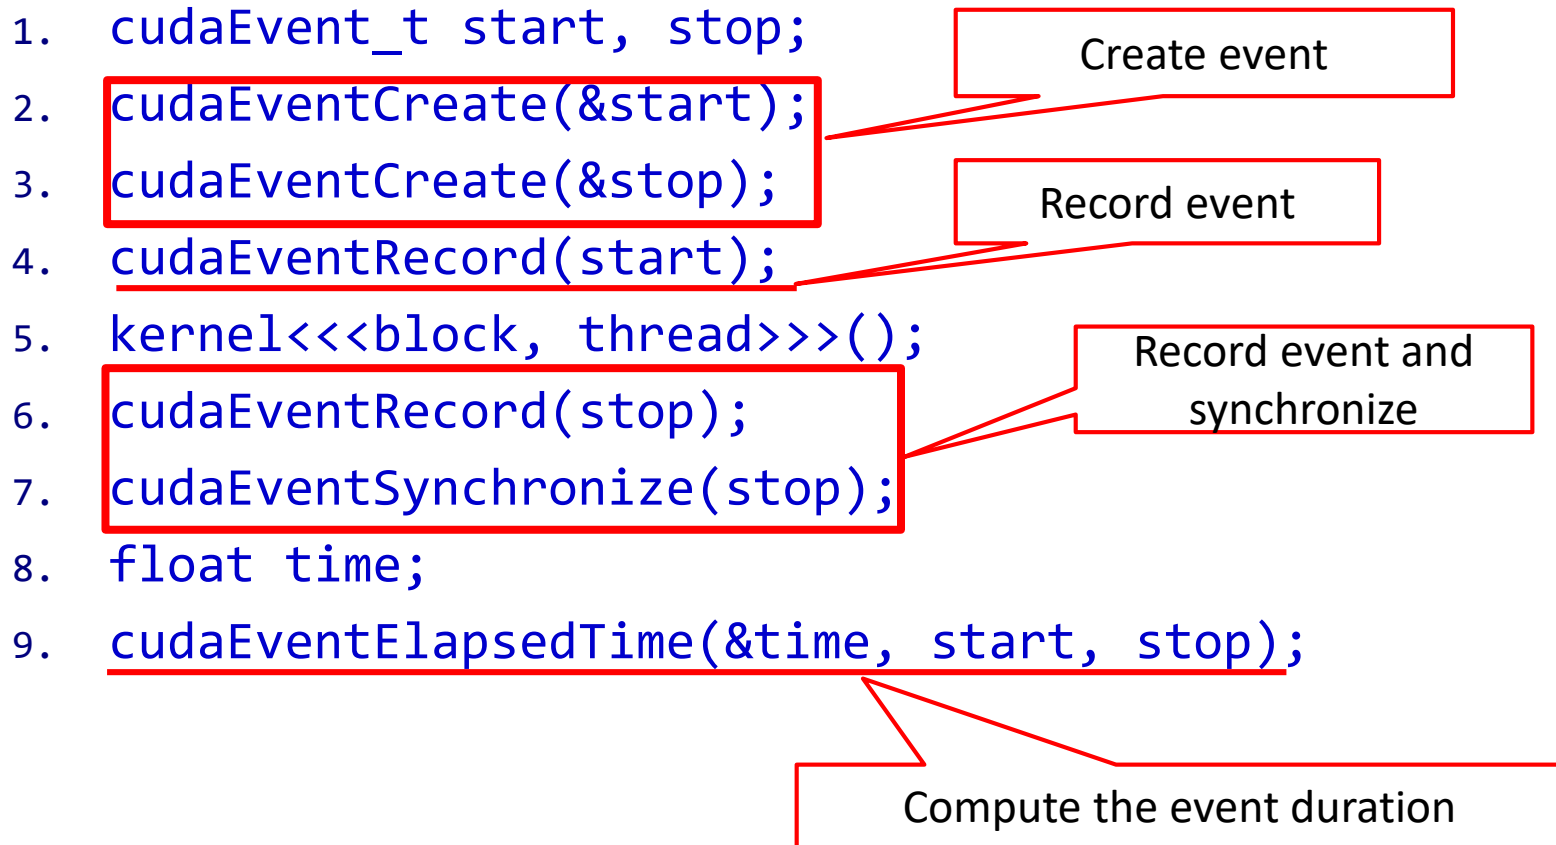 1. cudaEvent_t start, stop;
Create event
2. cudaEventCreate(&start);
3. cudaEventCreate(&stop);
Record event
4. cudaEventRecord(start);
5. kernel<<<block, thread>>>();
Record event and
synchronize
6. cudaEventRecord(stop);
7. cudaEventSynchronize(stop);
8. float time;
9. cudaEventElapsedTime(&time, start, stop);
Compute the event duration